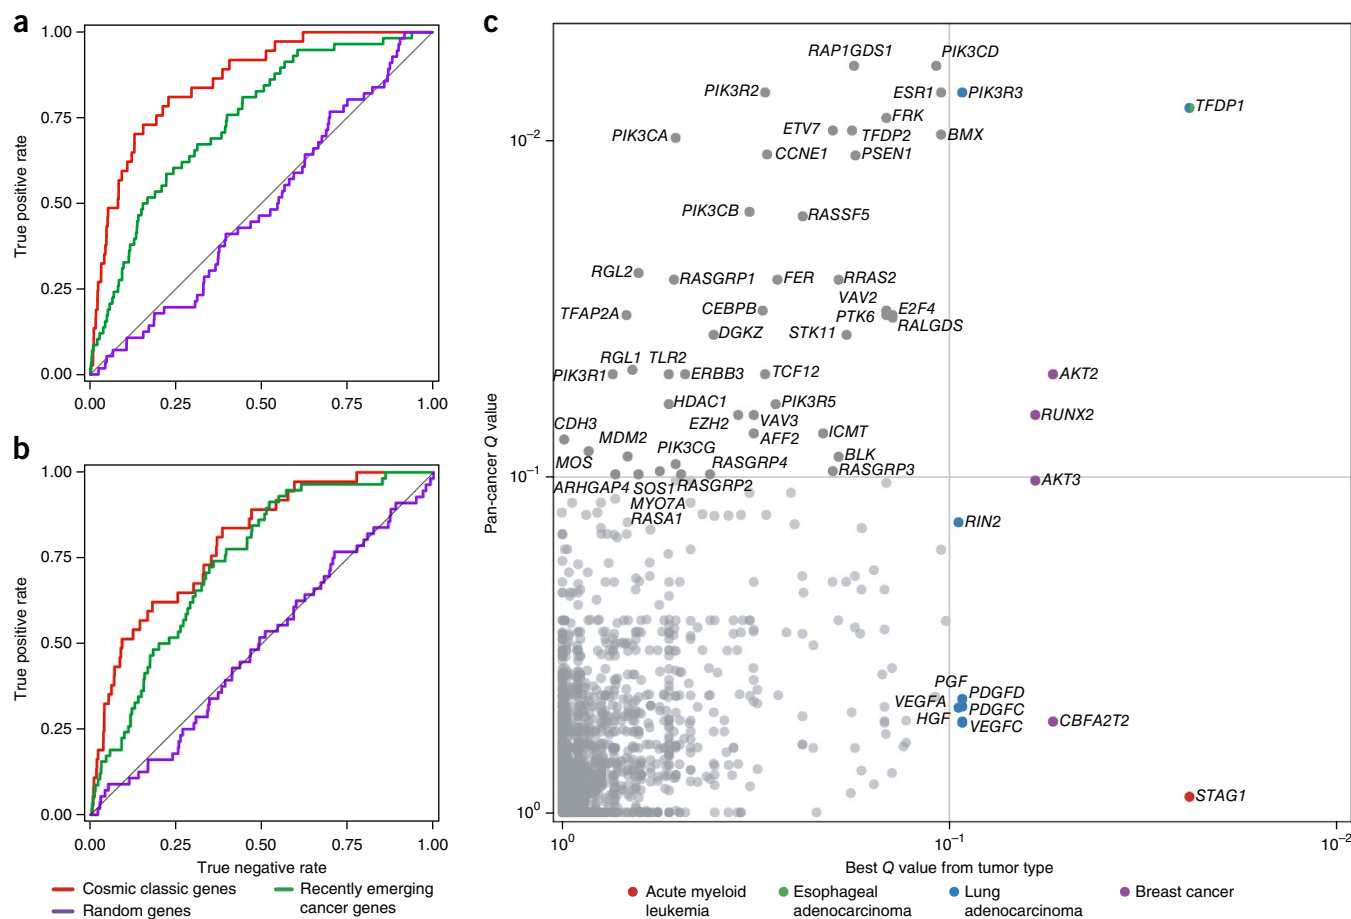 a
1.00
0.75
0.50
0.25
0.00
True positive rate
0.00 0.25 0.50 0.75 1.00
b
1.00
0.75
0.50
0.25
0.00
True positive rate
0.00 0.25 0.50 0.75 1.00
True negative rate
Cosmic classic genes
Random genes
Recently emerging
cancer genes
c
Pan-cancer Q value
10⁻²
10⁻¹
10⁰
RAP1GDS1 PIK3CD
PIK3R2 ESR1 PIK3R3
TFDP1
FRK
PIK3CA ETV7 TFDP2 BMX
CCNE1 PSEN1
PIK3CB RASSF5
RGL2 RASGRP1 FER RRAS2
VAV2
TFAP2A CEBPB PTK6 E2F4
RALGDS
DGKZ STK11
RGL1 TLR2
PIK3R1 ERBB3 TCF12 AKT2
HDAC1 PIK3R5
EZH2 VAV3 RUNX2
CDH3 MDM2 AFF2 ICMT
PIK3CG BLK
MOS RASGRP4 RASGRP3
ARHGAP4 SOS1 RASGRP2 AKT3
MYO7A
RASA1 RIN2
PGF PDGFD
VEGFA PDGFC
HGF VEGFC CBFA2T2
STAG1
10⁰ 10⁻¹ 10⁻²
Best Q value from tumor type
Acute myeloid
leukemia
Esophageal
adenocarcinoma
Lung
adenocarcinoma
Breast cancer